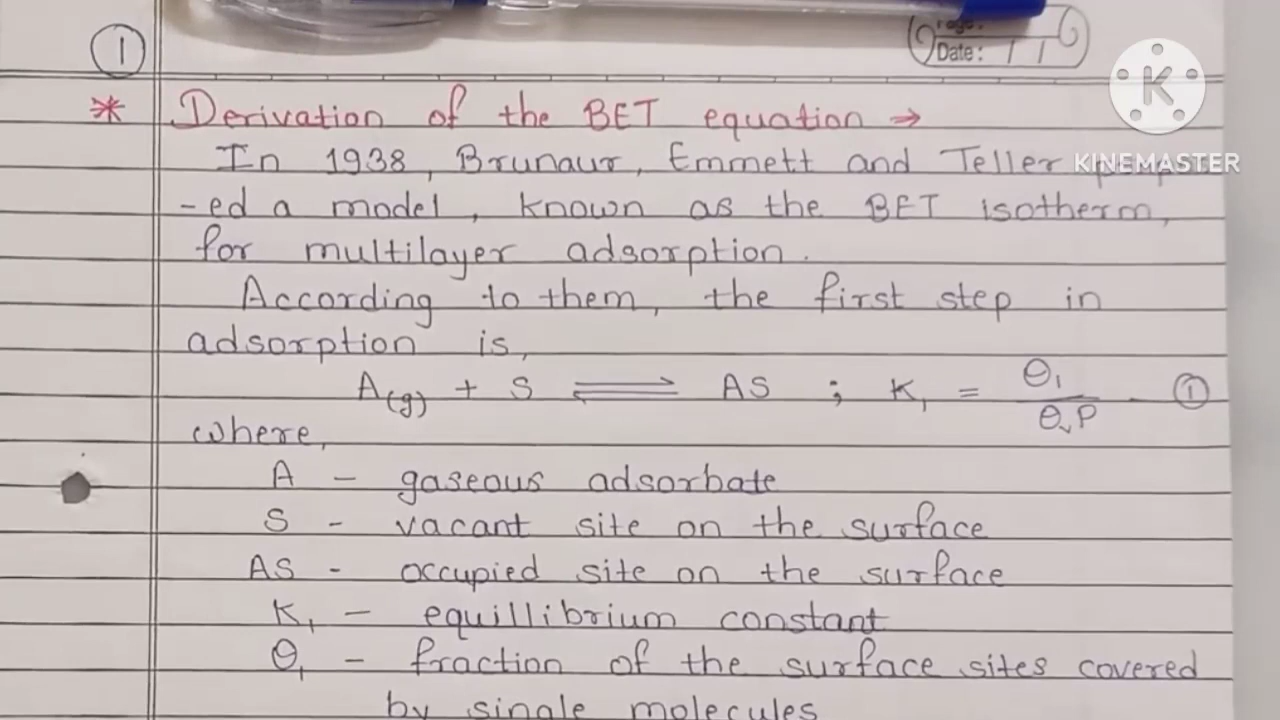 Page:
Date: / /
①
* Derivation of the BET equation →
In 1938, Brunaur, Emmett and Teller
KINEMASTER
-ed a model, known as the BET isotherm,
for multilayer adsorption.
According to them, the first step in
adsorption is,
A(g) + S ⇌ AS ; K₁ = θ₁ / θᵥP - ①
where,
A - gaseous adsorbate
S - vacant site on the surface
AS - occupied site on the surface
K₁ - equillibrium constant
θ₁ - fraction of the surface sites covered
by single molecules